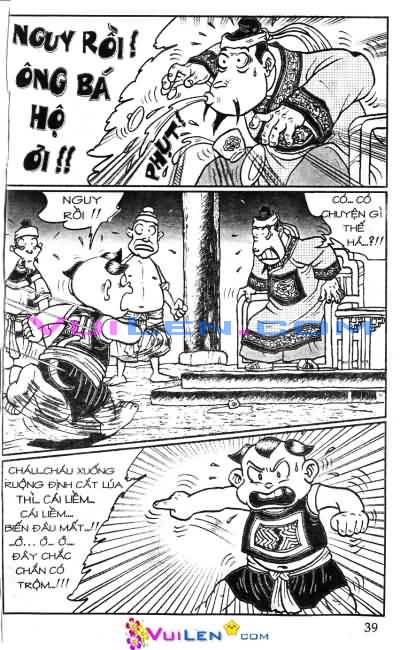 NGUY RỒI!
ÔNG BÁ
HỘ
ƠI!!
PHỤT!
NGUY
RỒI!!
CÓ... CÓ
CHUYỆN GÌ
THẾ
HẢ...?!!
VUILEN.COM
CHÁU...CHÁU XUỐNG
RUỘNG ĐỊNH CẮT LÚA
THÌ... CÁI LIỀM...
CÁI LIỀM....
BIẾN ĐÂU MẤT..!!
...Ở... Ở... Ở...
ĐÂY CHẮC
CHẮN CÓ
TRỘM...!!!
39
VUILEN.COM